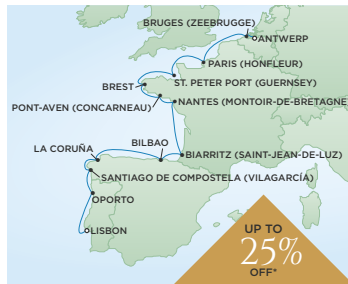 BRUGES (ZEEBRUGGE)
ANTWERP
PARIS (HONFLEUR)
ST. PETER PORT (GUERNSEY)
BREST
NANTES (MONTOIR-DE-BRETAGNE)
PONT-AVEN (CONCARNEAU)
BILBAO
LA CORUÑA
BIARRITZ (SAINT-JEAN-DE-LUZ)
SANTIAGO DE COMPOSTELA (VILAGARCÍA)
OPORTO
LISBON
UP TO
25%
OFF*